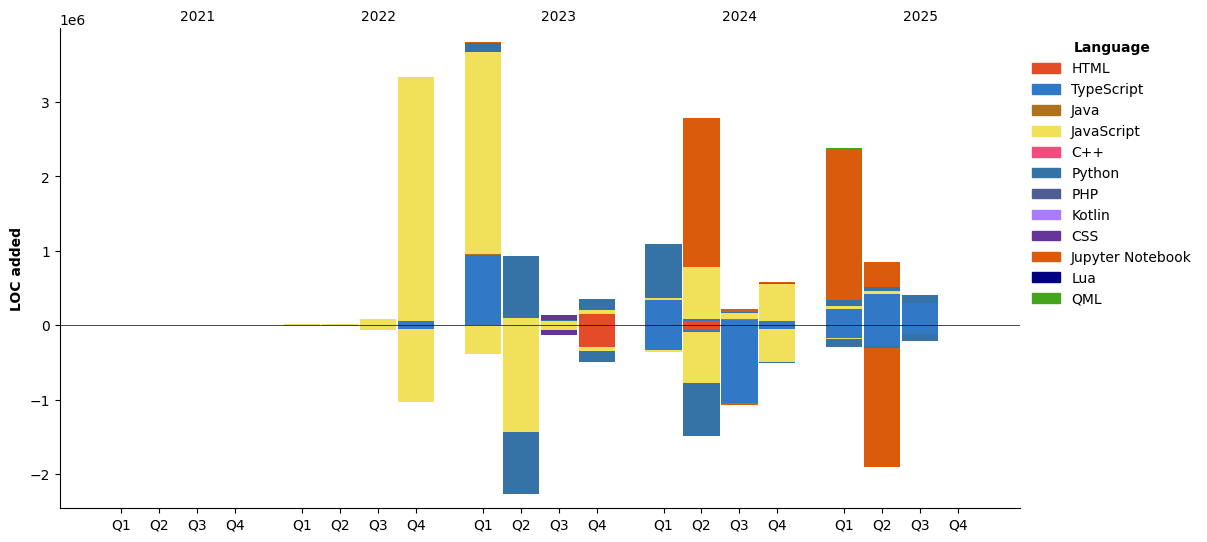 1e6
2021 2022 2023 2024 2025
Language
HTML
TypeScript
Java
JavaScript
C++
Python
PHP
Kotlin
CSS
Jupyter Notebook
Lua
QML
LOC added
3
2
1
0
−1
−2
Q1 Q2 Q3 Q4 Q1 Q2 Q3 Q4 Q1 Q2 Q3 Q4 Q1 Q2 Q3 Q4 Q1 Q2 Q3 Q4